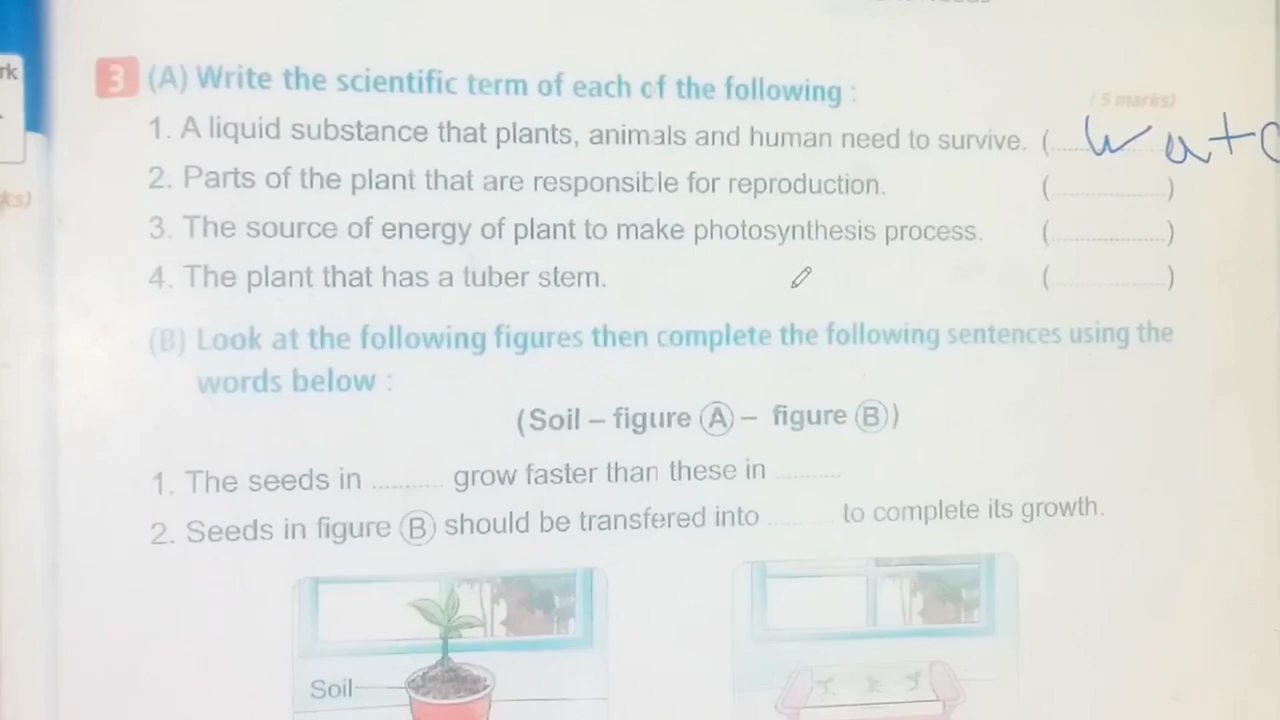 rk
3 (A) Write the scientific term of each of the following :
(5 marks)
1. A liquid substance that plants, animals and human need to survive. (
2. Parts of the plant that are responsible for reproduction. (............)
3. The source of energy of plant to make photosynthesis process. (............)
4. The plant that has a tuber stem. (............)
(B) Look at the following figures then complete the following sentences using the
words below :
(Soil – figure Ⓐ – figure Ⓑ)
1. The seeds in ........... grow faster than these in ..........
2. Seeds in figure Ⓑ should be transfered into .......... to complete its growth.
Soil